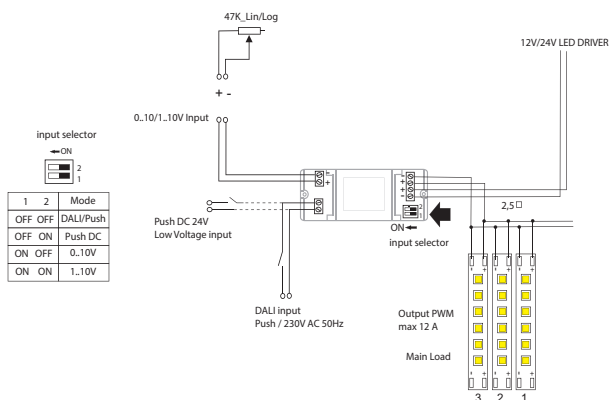 47K_Lin/Log
+ -
0..10/1..10V Input
12V/24V LED DRIVER
input selector
ON
2
1
1 2 Mode
OFF OFF DALI/Push
OFF ON Push DC
ON OFF 0..10V
ON ON 1..10V
-
+
-
+
+
-
2
1
ON
input selector
Push DC 24V
Low Voltage input
2,5
DALI input
Push / 230V AC 50Hz
Output PWM
max 12 A
Main Load
- + - + - +
- + - + - +
3 2 1